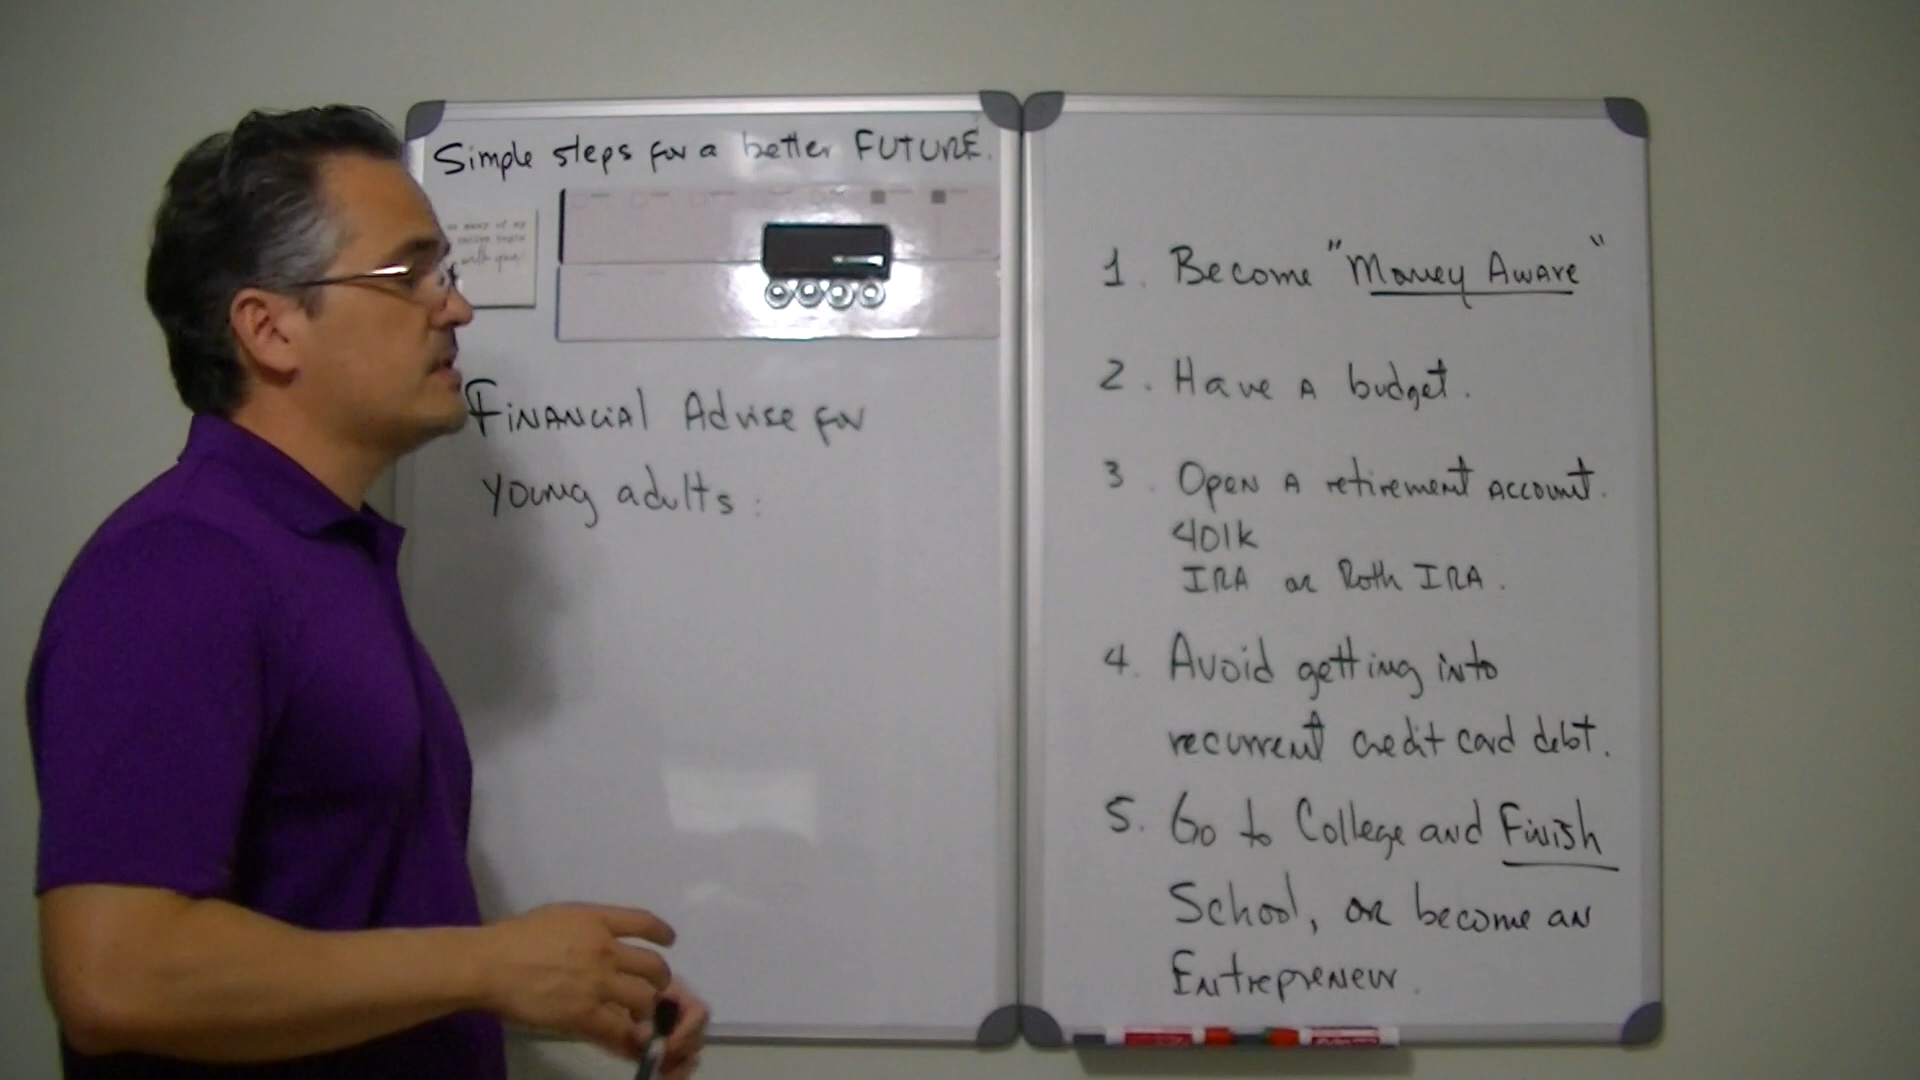 Simple steps for a better FUTURE.
with you
Financial Advise for
Young adults:
1. Become "Money Aware"
2. Have a budget.
3. Open a retirement account.
401k
IRA or Roth IRA.
4. Avoid getting into
recurrent credit card debt.
5. Go to College and Finish
School, or become an
Entrepreneur.